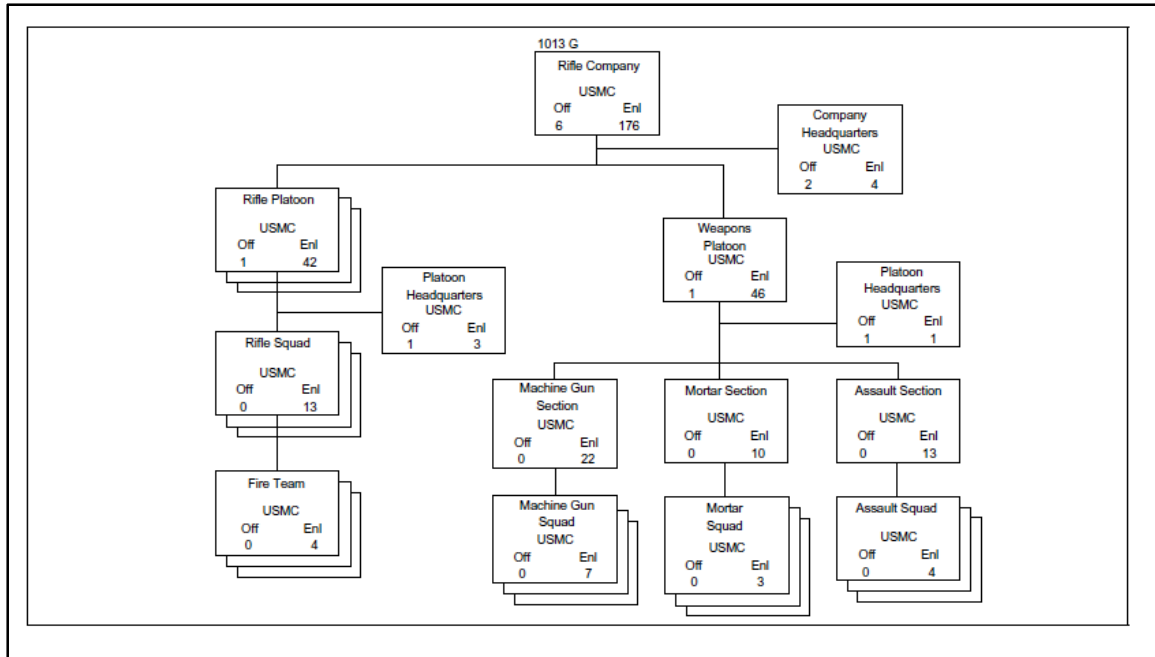 1013 G
Rifle Company
USMC
Off Enl
6 176
Company
Headquarters
USMC
Off Enl
2 4
Rifle Platoon
USMC
Off Enl
1 42
Weapons
Platoon
USMC
Off Enl
1 46
Platoon
Headquarters
USMC
Off Enl
1 3
Platoon
Headquarters
USMC
Off Enl
1 1
Rifle Squad
USMC
Off Enl
0 13
Machine Gun
Section
USMC
Off Enl
0 22
Mortar Section
USMC
Off Enl
0 10
Assault Section
USMC
Off Enl
0 13
Fire Team
USMC
Off Enl
0 4
Machine Gun
Squad
USMC
Off Enl
0 7
Mortar
Squad
USMC
Off Enl
0 3
Assault Squad
USMC
Off Enl
0 4